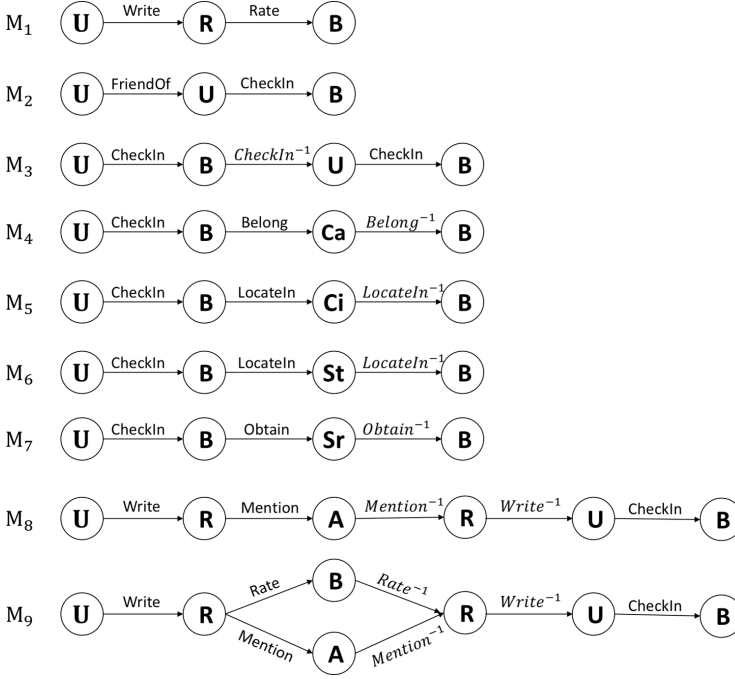 M₁ U Write R Rate B
M₂ U FriendOf U CheckIn B
M₃ U CheckIn B CheckIn⁻¹ U CheckIn B
M₄ U CheckIn B Belong Ca Belong⁻¹ B
M₅ U CheckIn B LocateIn Ci LocateIn⁻¹ B
M₆ U CheckIn B LocateIn St LocateIn⁻¹ B
M₇ U CheckIn B Obtain Sr Obtain⁻¹ B
M₈ U Write R Mention A Mention⁻¹ R Write⁻¹ U CheckIn B
Rate B Rate⁻¹
M₉ U Write R R Write⁻¹ U CheckIn B
Mention A Mention⁻¹